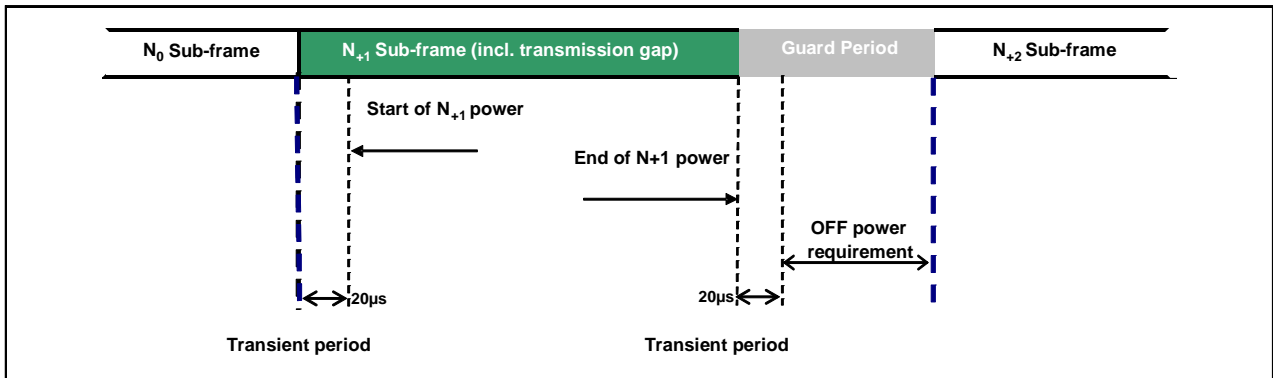 N₀ Sub-frame
N₊₁ Sub-frame (incl. transmission gap)
Guard Period
N₊₂ Sub-frame
Start of N₊₁ power
End of N+1 power
OFF power
requirement
20µs
20µs
Transient period
Transient period